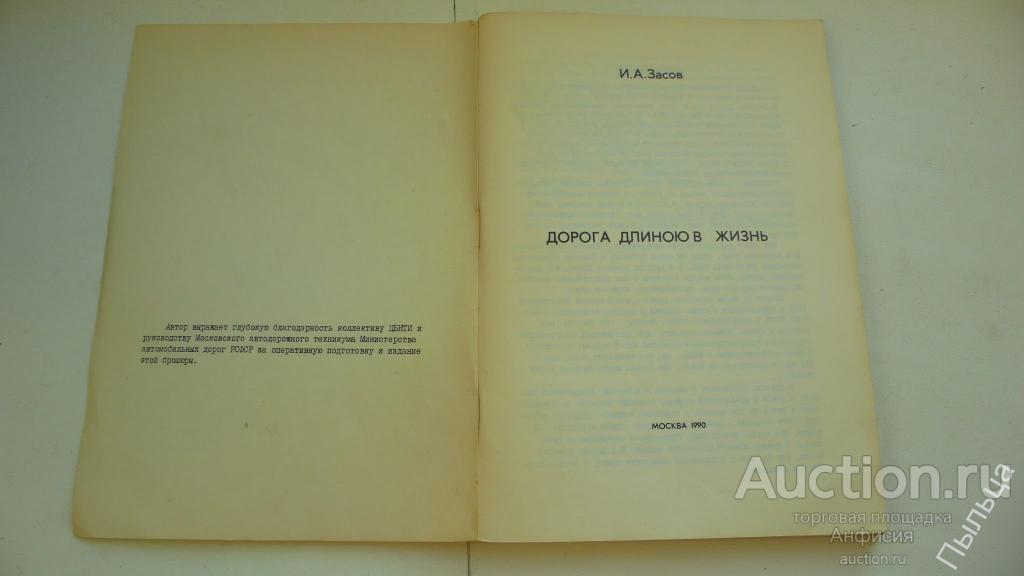 Автор выражает глубокую благодарность коллективу ЦБНТИ и
руководству Московского автодорожного техникума Министерства
автомобильных дорог РСФСР за оперативную подготовку и издание
этой брошюры.
И.А.Засов
ДОРОГА ДЛИНОЮ В ЖИЗНЬ
МОСКВА 1990
Auction.ru
торговая площадка
Анфисия
auction.ru
Пыльца